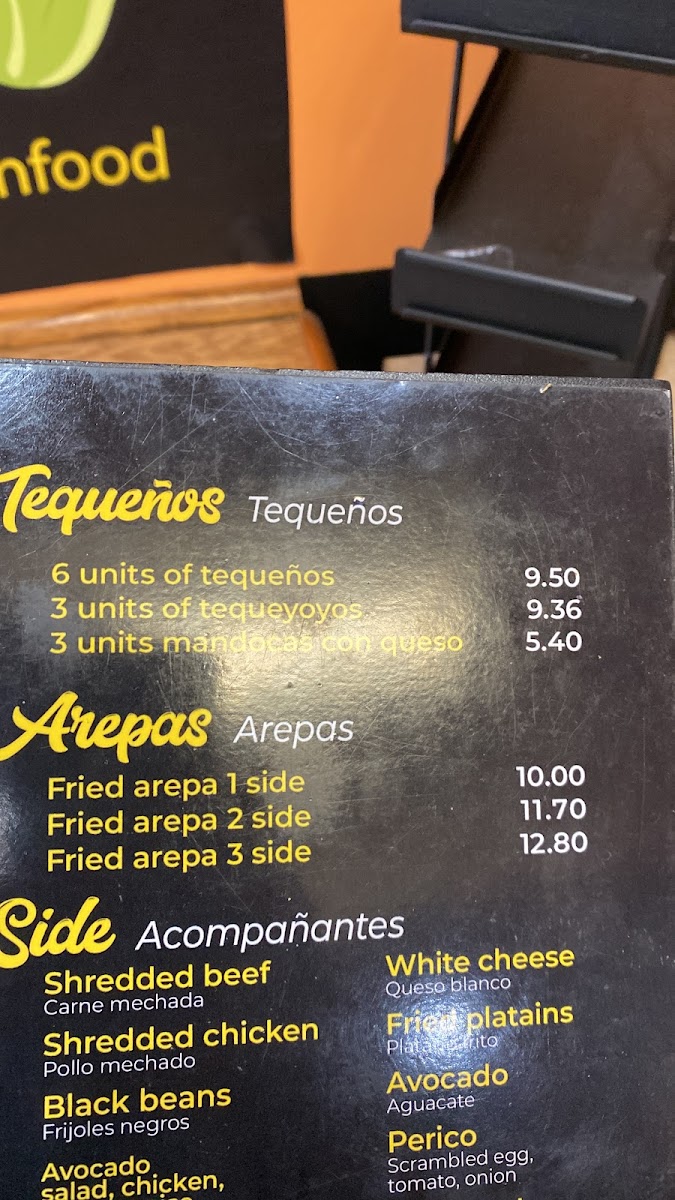 nfood
Tequeños Tequeños
6 units of tequeños 9.50
3 units of tequeyoyos 9.36
3 units mandocas con queso 5.40
Arepas Arepas
Fried arepa 1 side 10.00
Fried arepa 2 side 11.70
Fried arepa 3 side 12.80
Side Acompañantes
Shredded beef
Carne mechada
Shredded chicken
Pollo mechado
Black beans
Frijoles negros
Avocado
salad, chicken,
White cheese
Queso blanco
Fried platains
frito
Avocado
Aguacate
Perico
Scrambled egg,
tomato, onion